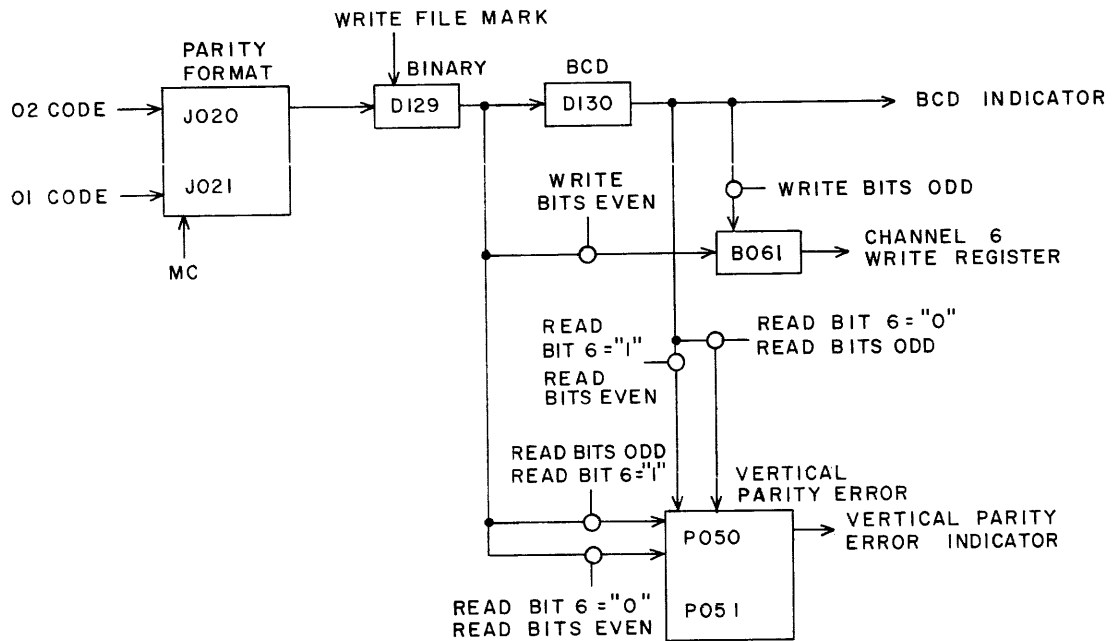 WRITE FILE MARK
PARITY
FORMAT
BINARY
BCD
02 CODE
J020
D129
D130
BCD INDICATOR
01 CODE
J021
MC
WRITE
BITS EVEN
WRITE BITS ODD
B061
CHANNEL 6
WRITE REGISTER
READ
BIT 6="1"
READ
BITS EVEN
READ BIT 6="0"
READ BITS ODD
READ BITS ODD
READ BIT 6="1"
VERTICAL
PARITY ERROR
P050
VERTICAL PARITY
ERROR INDICATOR
P051
READ BIT 6="0"
READ BITS EVEN